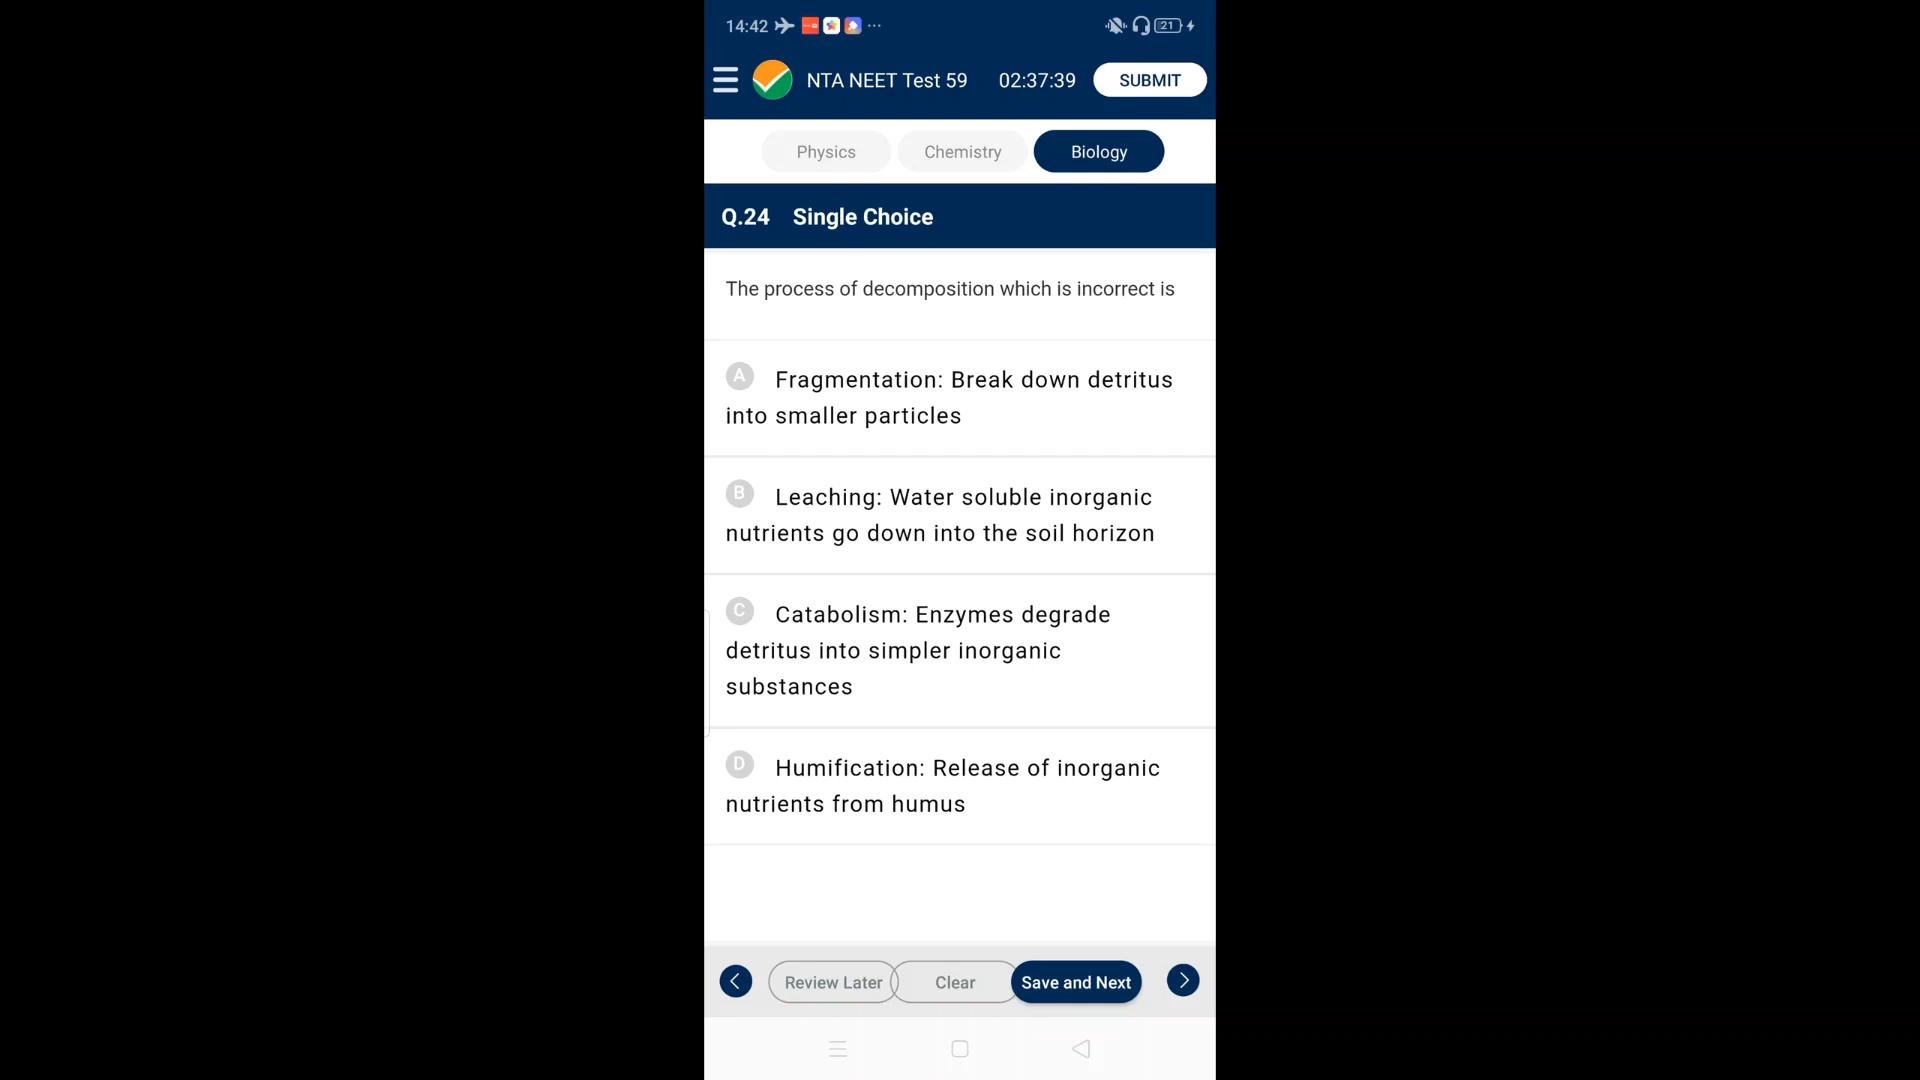 14:42 21
NTA NEET Test 59 02:37:39 SUBMIT
Physics Chemistry Biology
Q.24 Single Choice
The process of decomposition which is incorrect is
A Fragmentation: Break down detritus
into smaller particles
B Leaching: Water soluble inorganic
nutrients go down into the soil horizon
C Catabolism: Enzymes degrade
detritus into simpler inorganic
substances
D Humification: Release of inorganic
nutrients from humus
Review Later Clear Save and Next